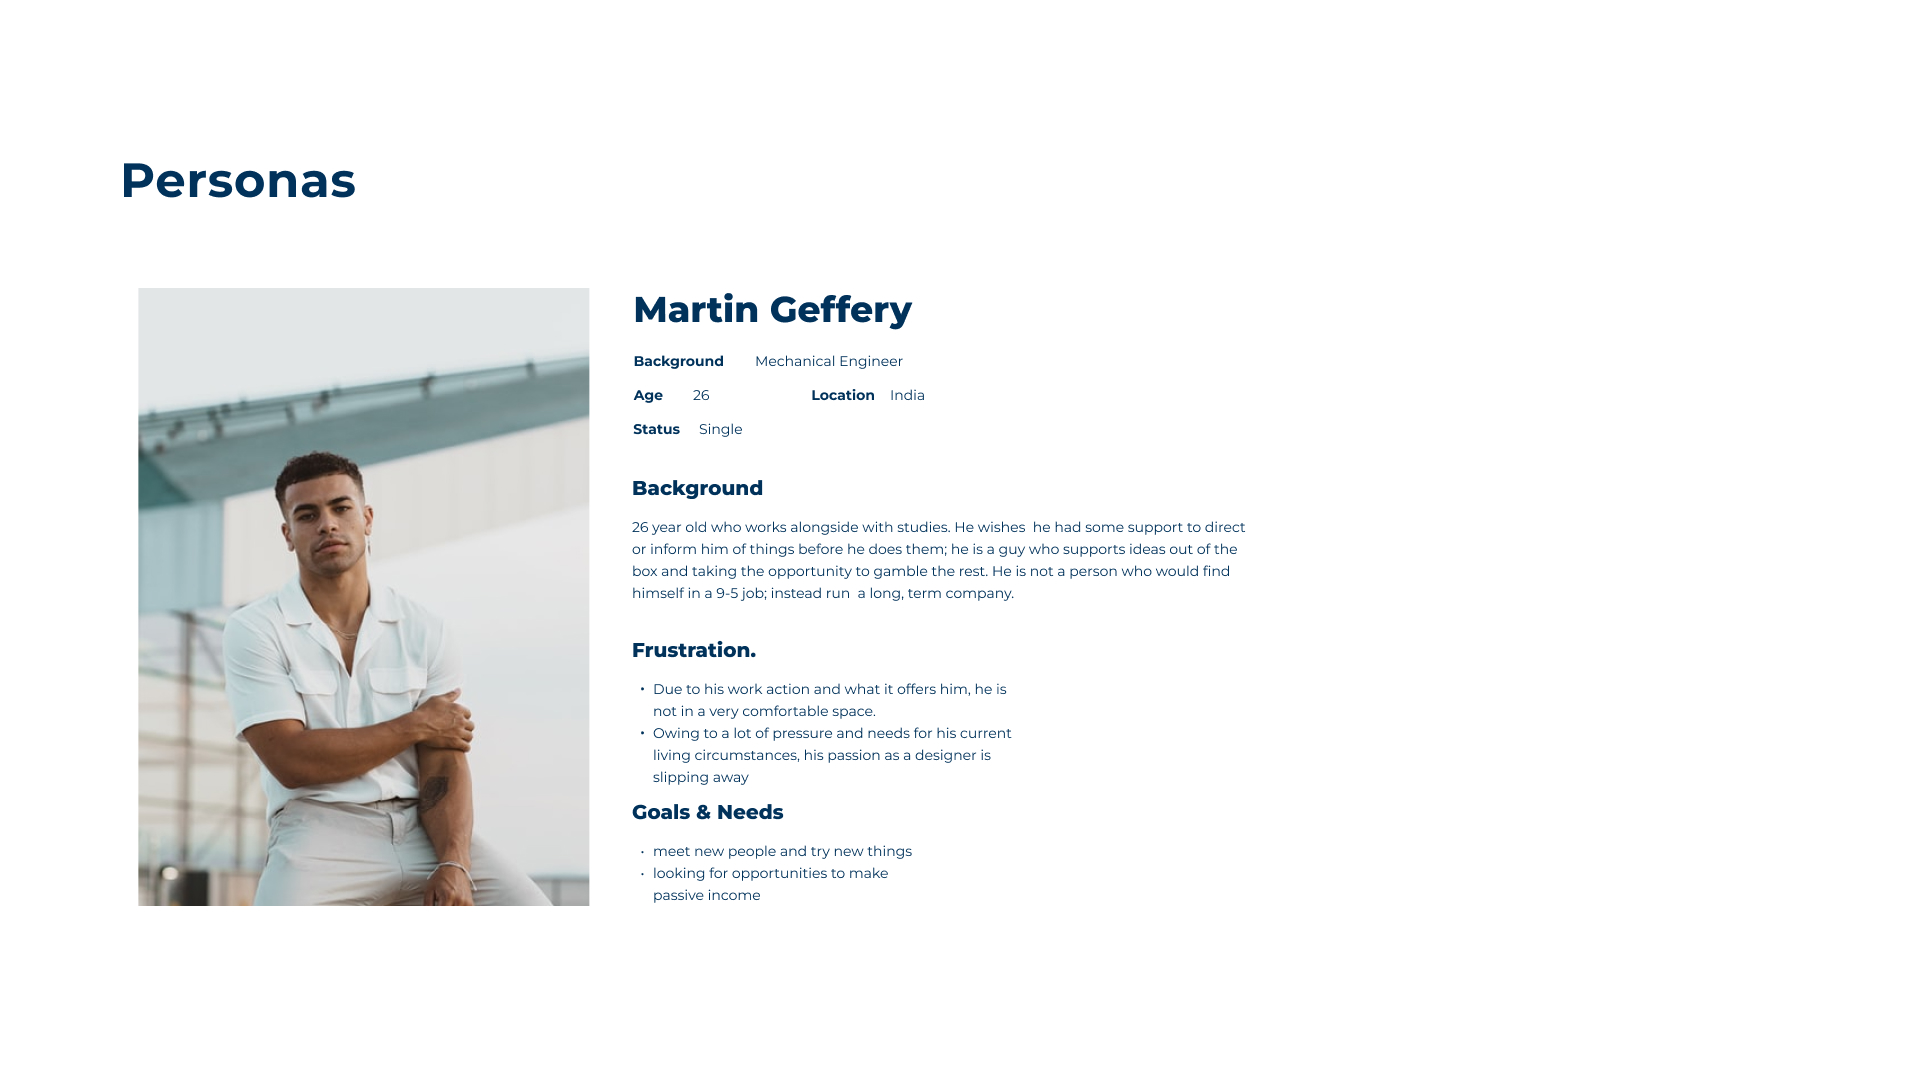 Personas
Martin Geffery
Background Mechanical Engineer
Age 26 Location India
Status Single
Background
26 year old who works alongside with studies. He wishes  he had some support to direct
or inform him of things before he does them; he is a guy who supports ideas out of the
box and taking the opportunity to gamble the rest. He is not a person who would find
himself in a 9-5 job; instead run  a long, term company.
Frustration.
• Due to his work action and what it offers him, he is
not in a very comfortable space.
• Owing to a lot of pressure and needs for his current
living circumstances, his passion as a designer is
slipping away
Goals & Needs
• meet new people and try new things
• looking for opportunities to make
passive income